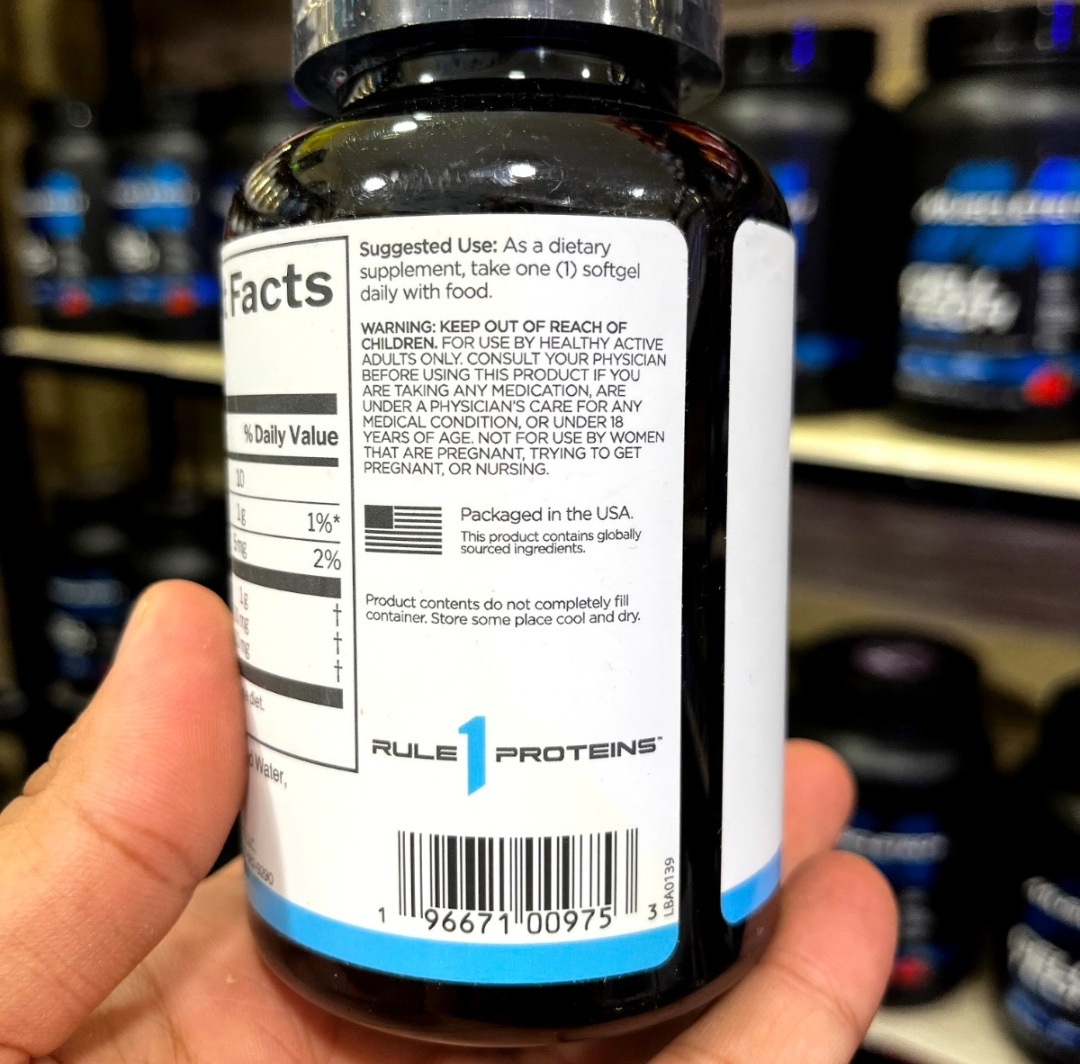 Facts
% Daily Value
10
1g
1%*
5mg
2%
1g
†
mg
†
mg
†
diet.
Water,
Suggested Use: As a dietary
supplement, take one (1) softgel
daily with food.
WARNING: KEEP OUT OF REACH OF
CHILDREN. FOR USE BY HEALTHY ACTIVE
ADULTS ONLY. CONSULT YOUR PHYSICIAN
BEFORE USING THIS PRODUCT IF YOU
ARE TAKING ANY MEDICATION, ARE
UNDER A PHYSICIAN'S CARE FOR ANY
MEDICAL CONDITION, OR UNDER 18
YEARS OF AGE. NOT FOR USE BY WOMEN
THAT ARE PREGNANT, TRYING TO GET
PREGNANT, OR NURSING.
Packaged in the USA.
This product contains globally
sourced ingredients.
Product contents do not completely fill
container. Store some place cool and dry.
RULE 1 PROTEINS™
1 96671 00975 3
LBA0139